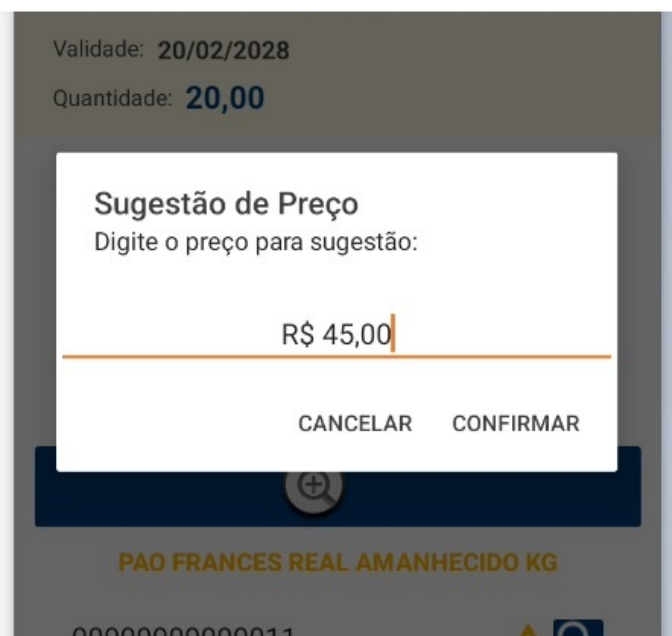 Validade: 20/02/2028
Quantidade: 20,00
Sugestão de Preço
Digite o preço para sugestão:
R$ 45,00
CANCELAR CONFIRMAR
PAO FRANCES REAL AMANHECIDO KG